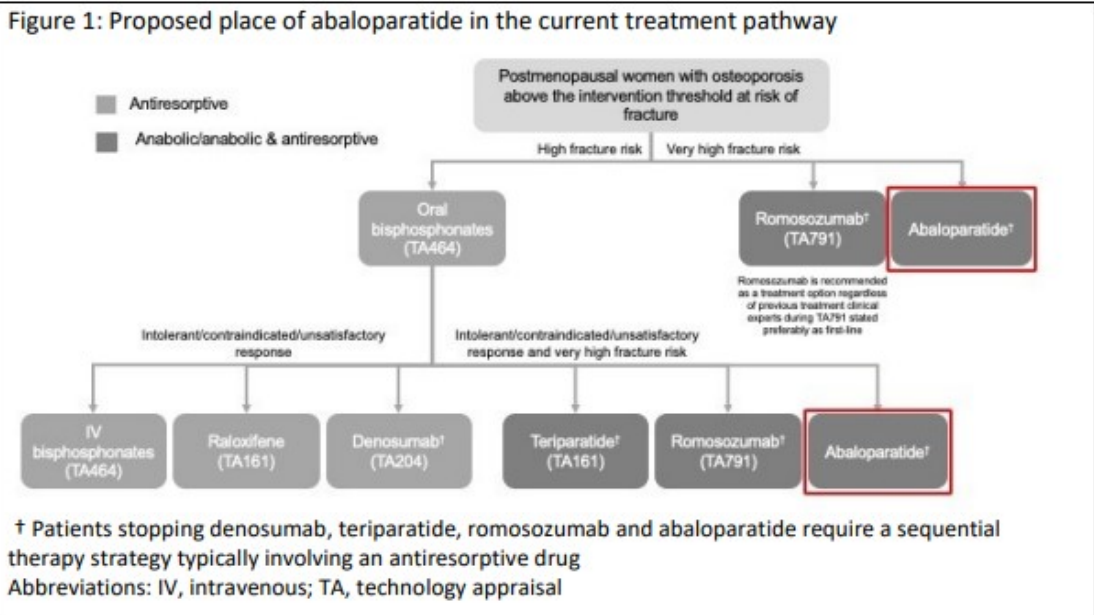 Figure 1: Proposed place of abaloparatide in the current treatment pathway
Antiresorptive
Anabolic/anabolic & antiresorptive
Postmenopausal women with osteoporosis
above the intervention threshold at risk of
fracture
High fracture risk
Very high fracture risk
Oral
bisphosphonates
(TA464)
Romosozumab†
(TA791)
Abaloparatide†
Romosozumab is recommended
as a treatment option regardless
of previous treatment clinical
experts during TA791 stated
preferably as first-line
Intolerant/contraindicated/unsatisfactory
response
Intolerant/contraindicated/unsatisfactory
response and very high fracture risk
IV
bisphosphonates
(TA464)
Raloxifene
(TA161)
Denosumab†
(TA204)
Teriparatide†
(TA161)
Romosozumab†
(TA791)
Abaloparatide†
† Patients stopping denosumab, teriparatide, romosozumab and abaloparatide require a sequential
therapy strategy typically involving an antiresorptive drug
Abbreviations: IV, intravenous; TA, technology appraisal